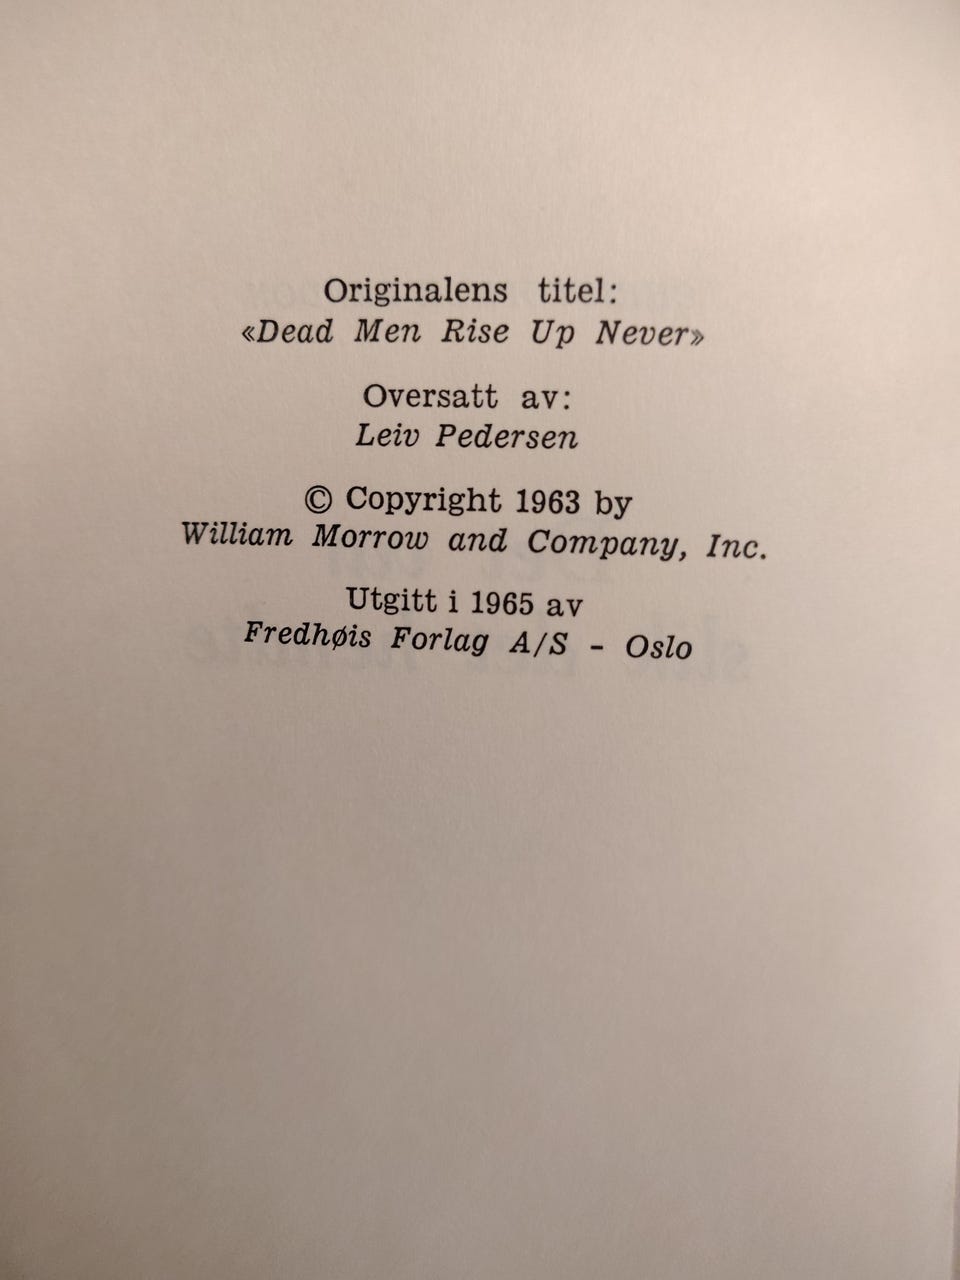 Originalens titel:
«Dead Men Rise Up Never»
Oversatt av:
Leiv Pedersen
© Copyright 1963 by
William Morrow and Company, Inc.
Utgitt i 1965 av
Fredhøis Forlag A/S - Oslo